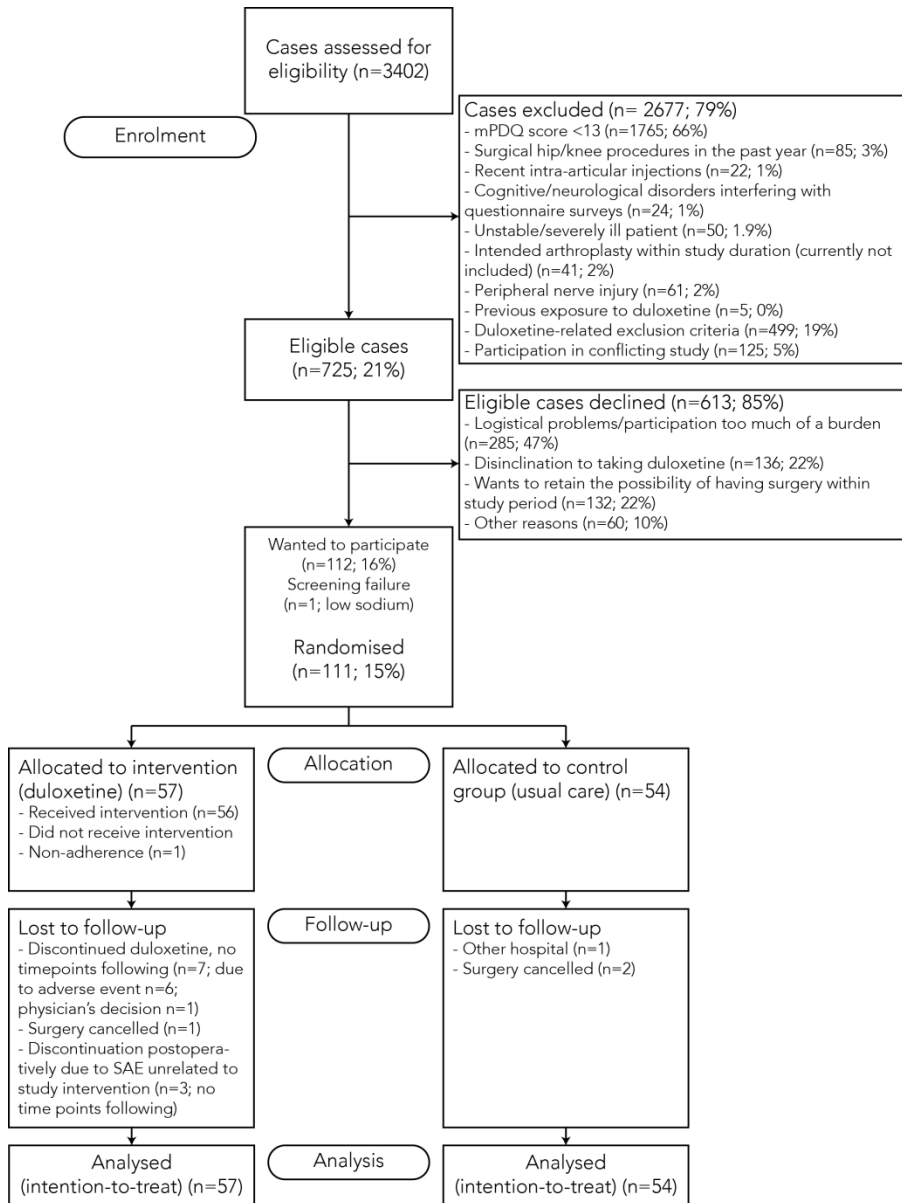 Cases assessed for
eligibility (n=3402)
Enrolment
Cases excluded (n= 2677; 79%)
- mPDQ score <13 (n=1765; 66%)
- Surgical hip/knee procedures in the past year (n=85; 3%)
- Recent intra-articular injections (n=22; 1%)
- Cognitive/neurological disorders interfering with
questionnaire surveys (n=24; 1%)
- Unstable/severely ill patient (n=50; 1.9%)
- Intended arthroplasty within study duration (currently not
included) (n=41; 2%)
- Peripheral nerve injury (n=61; 2%)
- Previous exposure to duloxetine (n=5; 0%)
- Duloxetine-related exclusion criteria (n=499; 19%)
- Participation in conflicting study (n=125; 5%)
Eligible cases
(n=725; 21%)
Eligible cases declined (n=613; 85%)
- Logistical problems/participation too much of a burden
(n=285; 47%)
- Disinclination to taking duloxetine (n=136; 22%)
- Wants to retain the possibility of having surgery within
study period (n=132; 22%)
- Other reasons (n=60; 10%)
Wanted to participate
(n=112; 16%)
Screening failure
(n=1; low sodium)
Randomised
(n=111; 15%)
Allocated to intervention
(duloxetine) (n=57)
- Received intervention (n=56)
- Did not receive intervention
- Non-adherence (n=1)
Allocation
Allocated to control
group (usual care) (n=54)
Lost to follow-up
- Discontinued duloxetine, no
timepoints following (n=7; due
to adverse event n=6;
physician's decision n=1)
- Surgery cancelled (n=1)
- Discontinuation postopera-
tively due to SAE unrelated to
study intervention (n=3; no
time points following)
Follow-up
Lost to follow-up
- Other hospital (n=1)
- Surgery cancelled (n=2)
Analysed
(intention-to-treat) (n=57)
Analysis
Analysed
(intention-to-treat) (n=54)